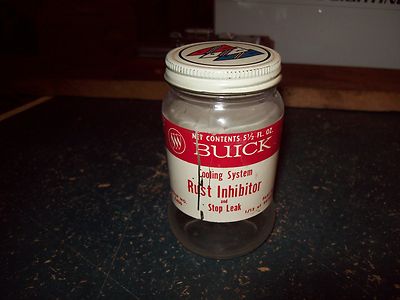 NET CONTENTS 5½ FL. OZ.
BUICK
Cooling System
Rust Inhibitor
and
Stop Leak